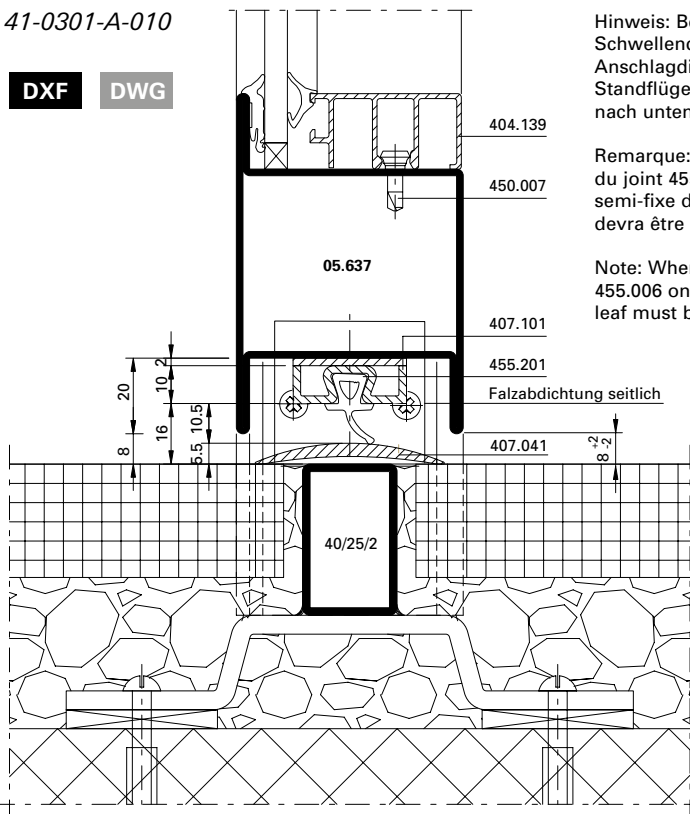 41-0301-A-010
DXF DWG
Hinweis:
Schwellend
Anschlagdi
Standflüge
nach unten
404.139
Remarque:
du joint 45
450.007
semi-fixe d
devra être
05.637
Note: Whe
455.006 on
leaf must b
407.101
455.201
Falzabdichtung seitlich
407.041
2
10
20
10.5
16
8
5.5
8 +2 -2
40/25/2